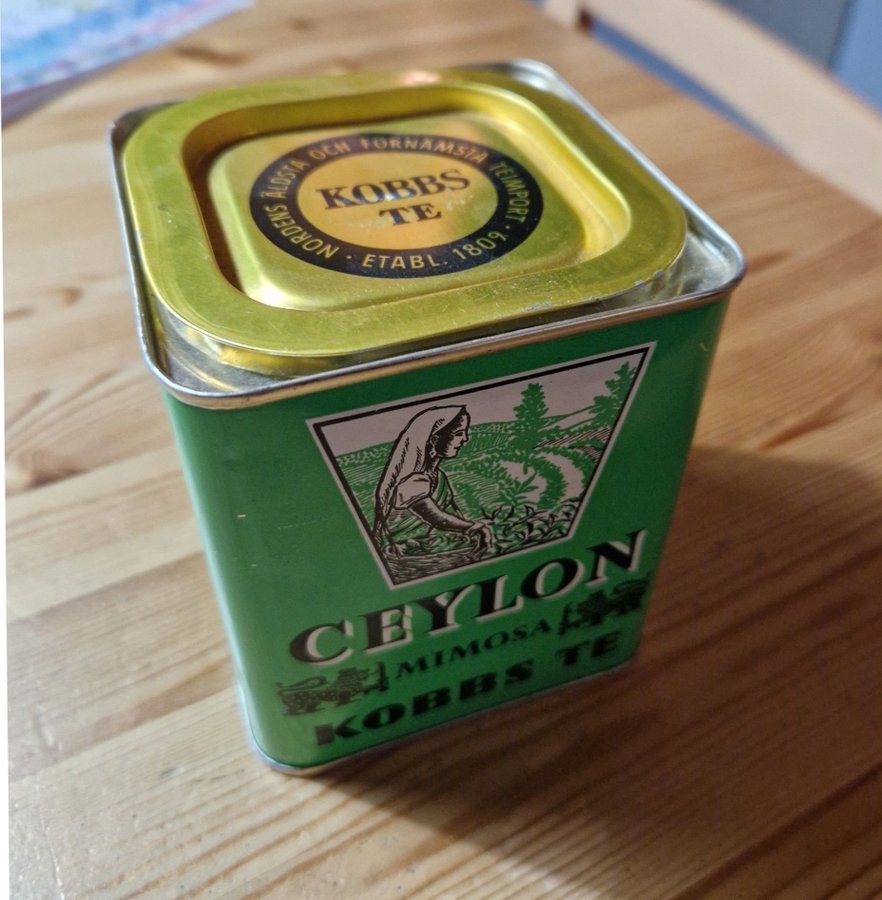 NORDENS ÄLDSTA OCH FÖRNÄMSTA TEIMPORT · ETABL. 1809 ·
KOBBS
TE
CEYLON
MIMOSA
KOBBS TE